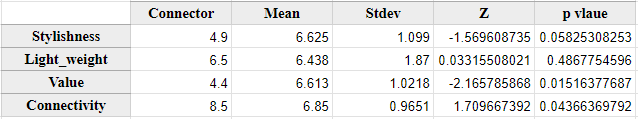 Connector Mean Stdev Z p vlaue
Stylishness 4.9 6.625 1.099 -1.569608735 0.05825308253
Light_weight 6.5 6.438 1.87 0.03315508021 0.4867754596
Value 4.4 6.613 1.0218 -2.165785868 0.01516377687
Connectivity 8.5 6.85 0.9651 1.709667392 0.04366369792